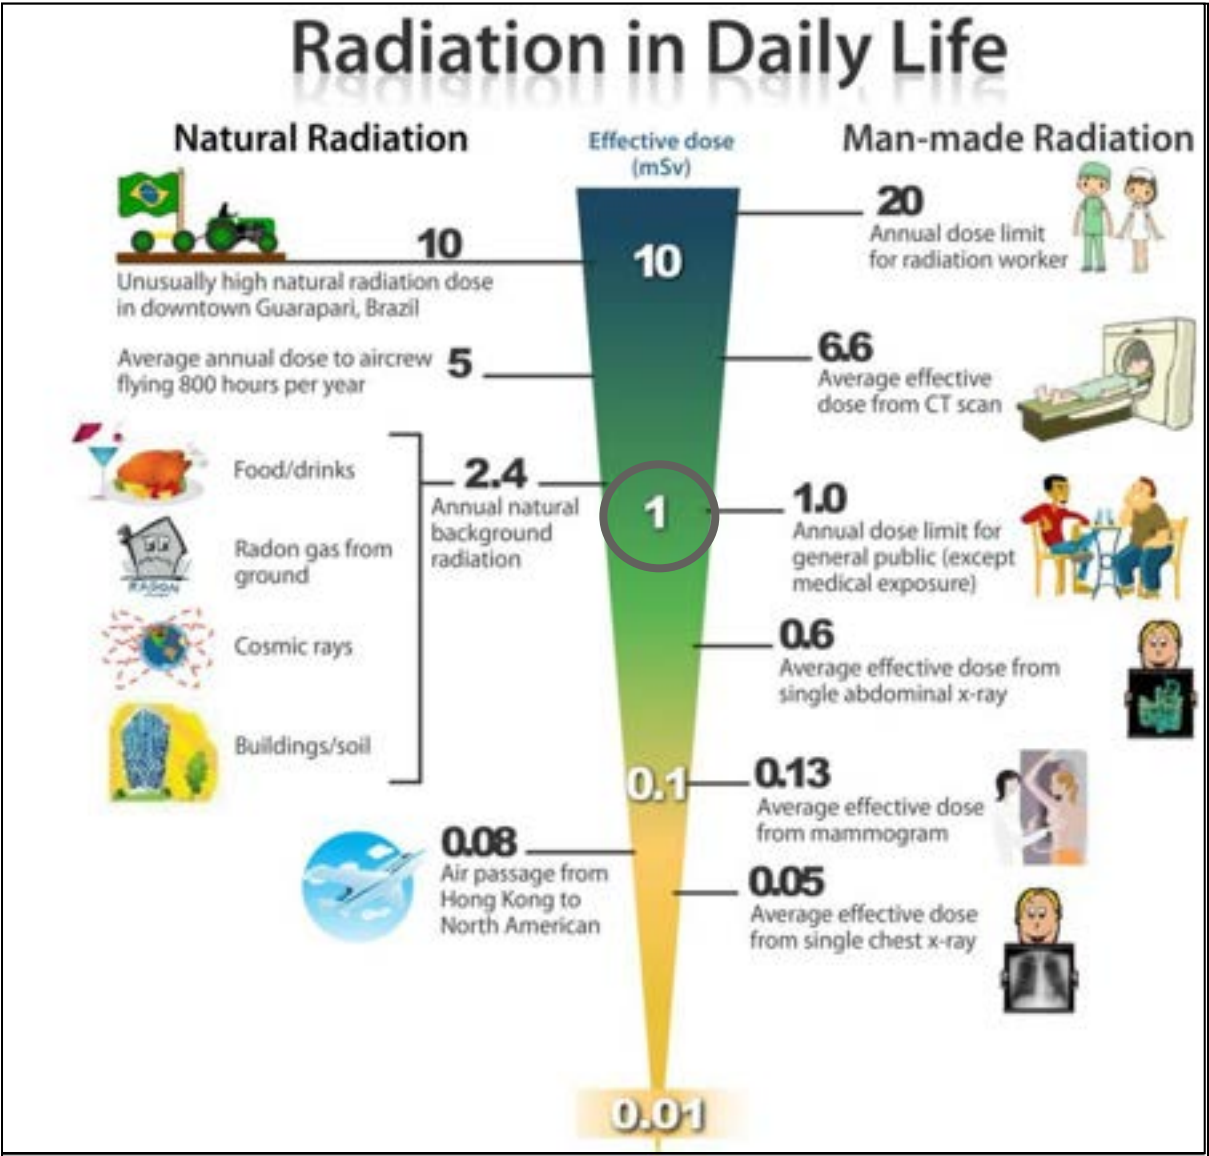 Radiation in Daily Life
Natural Radiation
Effective dose
(mSv)
Man-made Radiation
10
Unusually high natural radiation dose
in downtown Guarapari, Brazil
Average annual dose to aircrew
flying 800 hours per year
5
Food/drinks
Radon gas from
ground
RADON
Cosmic rays
Buildings/soil
2.4
Annual natural
background
radiation
0.08
Air passage from
Hong Kong to
North American
10
1
0.1
0.01
20
Annual dose limit
for radiation worker
6.6
Average effective
dose from CT scan
1.0
Annual dose limit for
general public (except
medical exposure)
0.6
Average effective dose from
single abdominal x-ray
0.13
Average effective dose
from mammogram
0.05
Average effective dose
from single chest x-ray